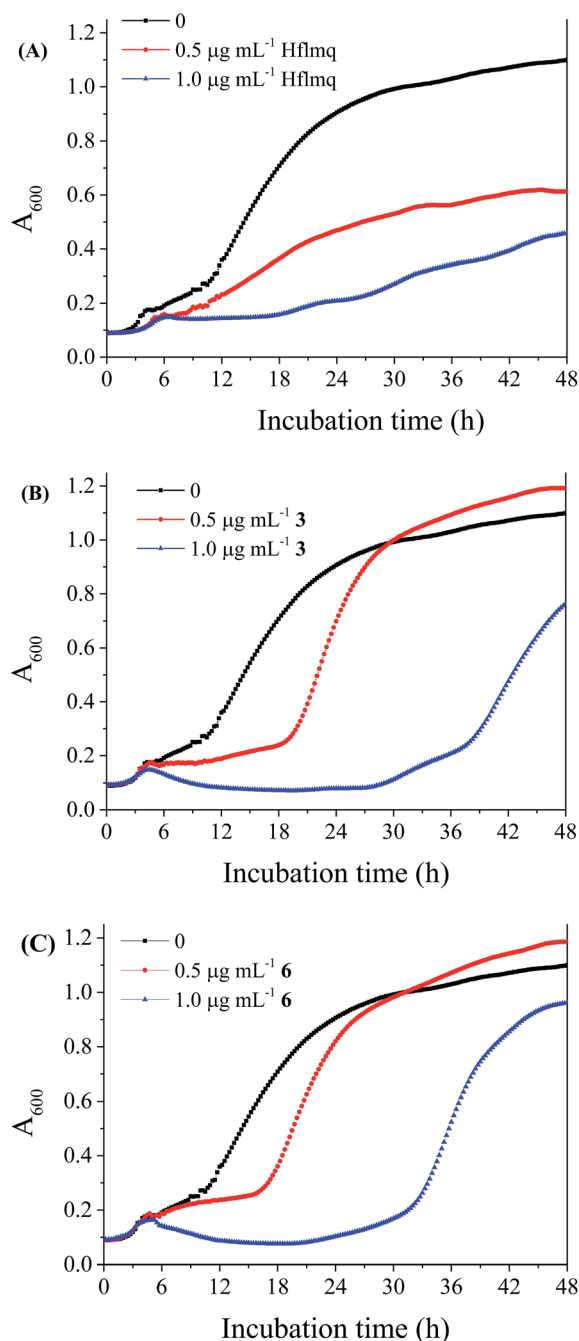 (A)
0
0.5 μg mL⁻¹ Hflmq
1.0 μg mL⁻¹ Hflmq
1.2
1.0
0.8
0.6
0.4
0.2
0.0
A₆₀₀
0 6 12 18 24 30 36 42 48
Incubation time (h)
(B)
0
0.5 μg mL⁻¹ 3
1.0 μg mL⁻¹ 3
1.2
1.0
0.8
0.6
0.4
0.2
0.0
A₆₀₀
0 6 12 18 24 30 36 42 48
Incubation time (h)
(C)
0
0.5 μg mL⁻¹ 6
1.0 μg mL⁻¹ 6
1.2
1.0
0.8
0.6
0.4
0.2
0.0
A₆₀₀
0 6 12 18 24 30 36 42 48
Incubation time (h)